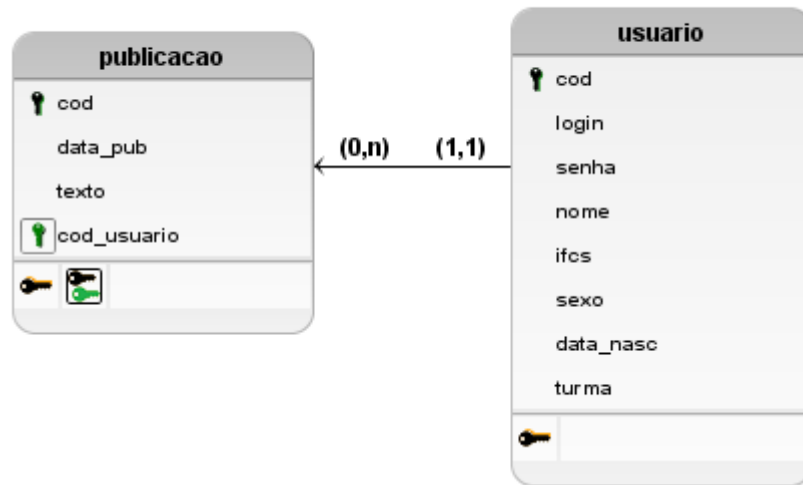 publicacao
cod
data_pub
texto
cod_usuario
(0,n)
(1,1)
usuario
cod
login
senha
nome
ifcs
sexo
data_nasc
turma